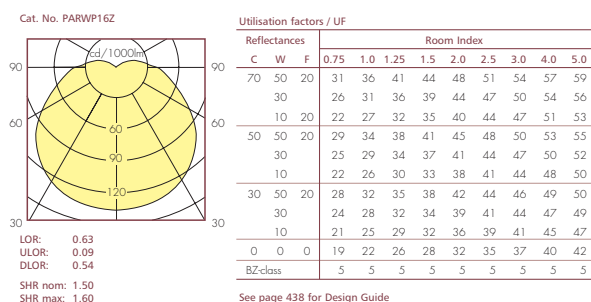 Cat. No. PARWP16Z
cd/1000lm
90 90
60 60
60
90
120
30 30
LOR: 0.63
ULOR: 0.09
DLOR: 0.54
SHR nom: 1.50
SHR max: 1.60
Utilisation factors / UF
Reflectances Room Index
C W F 0.75 1.0 1.25 1.5 2.0 2.5 3.0 4.0 5.0
70 50 20 31 36 41 44 48 51 54 57 59
30 26 31 36 39 44 47 50 54 56
10 20 22 27 32 35 40 44 47 51 53
50 50 20 29 34 38 41 45 48 50 53 55
30 25 29 34 37 41 44 47 50 52
10 22 26 30 33 38 41 44 48 50
30 50 20 28 32 35 38 42 44 46 49 50
30 24 28 32 34 39 41 44 47 49
10 21 25 29 32 36 39 41 45 47
0 0 0 19 22 26 28 32 35 37 40 42
BZ-class 5 5 5 5 5 5 5 5 5
See page 438 for Design Guide